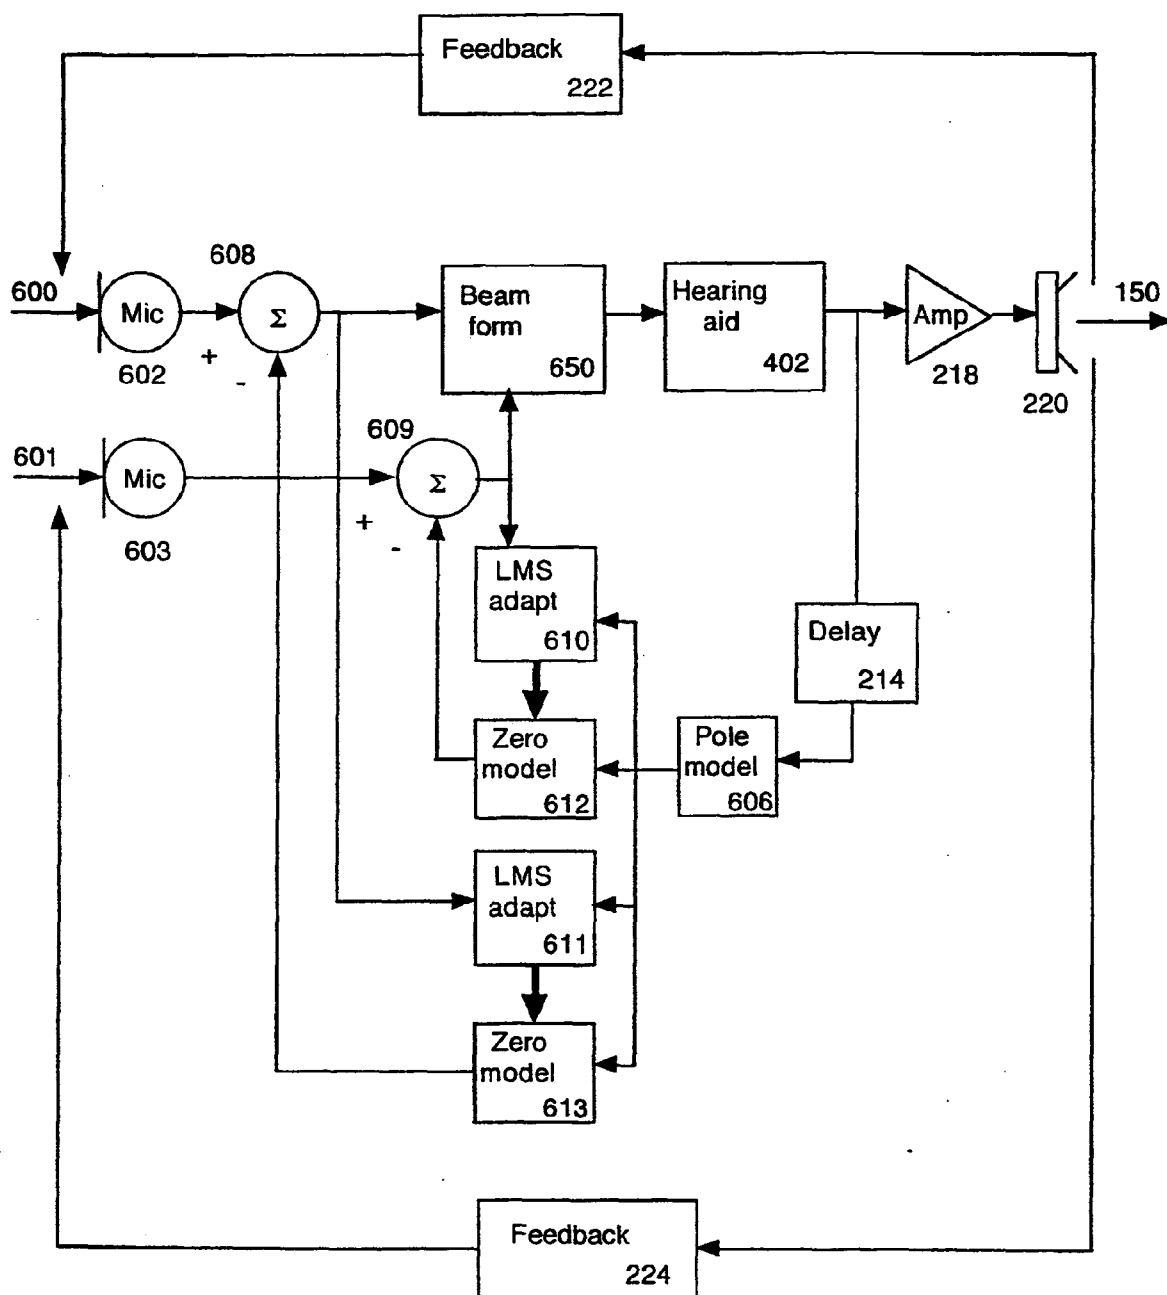 Feedback
222
600
Mic
602
608
Σ
+
-
Beam
form
650
Hearing
aid
402
Amp
218
220
150
601
Mic
603
609
Σ
+
-
LMS
adapt
610
Delay
214
Zero
model
612
Pole
model
606
LMS
adapt
611
Zero
model
613
Feedback
224